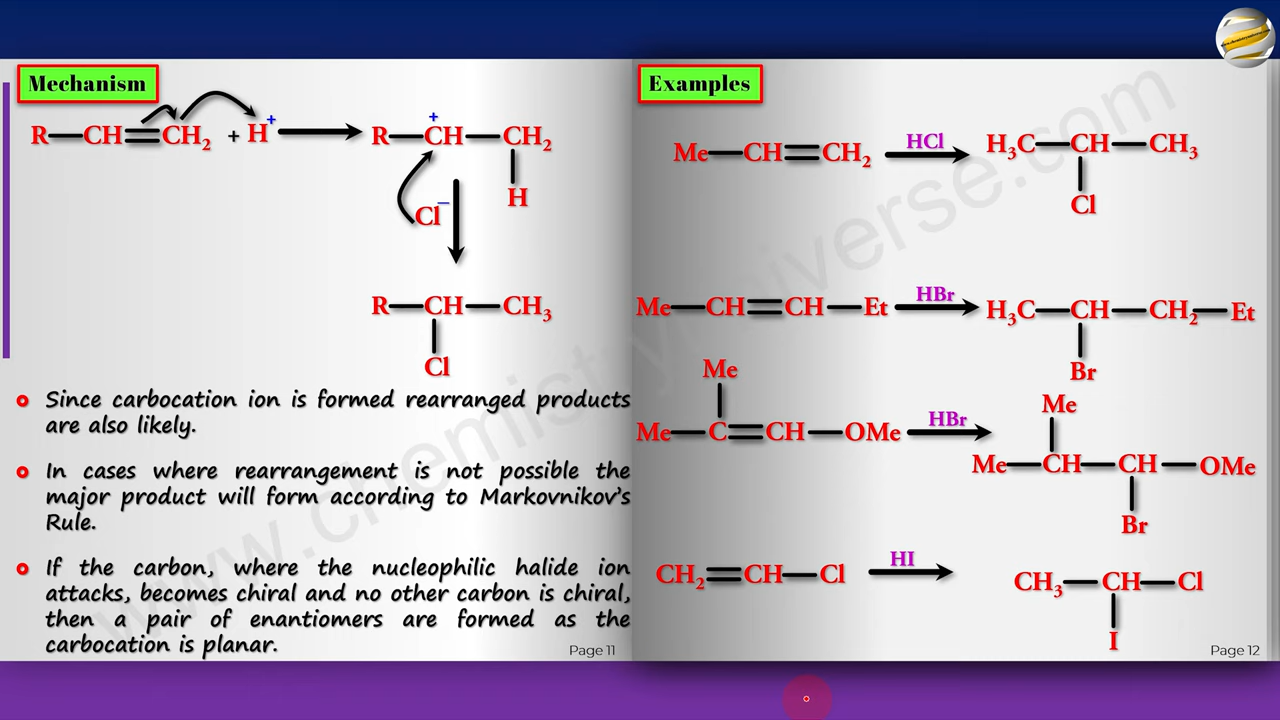 Mechanism
R—CH=CH₂ + H⁺ → R—CH⁺—CH₂
H
Cl⁻
R—CH—CH₃
Cl
Since carbocation ion is formed rearranged products
are also likely.
In cases where rearrangement is not possible the
major product will form according to Markovnikov's
Rule.
If the carbon, where the nucleophilic halide ion
attacks, becomes chiral and no other carbon is chiral,
then a pair of enantiomers are formed as the
carbocation is planar.
Page 11
Examples
Me—CH=CH₂ HCl → H₃C—CH—CH₃
Cl
Me—CH=CH—Et HBr → H₃C—CH—CH₂—Et
Br
Me
Me—C=CH—OMe HBr →
Me
Me—CH—CH—OMe
Br
CH₂=CH—Cl HI → CH₃—CH—Cl
I
Page 12